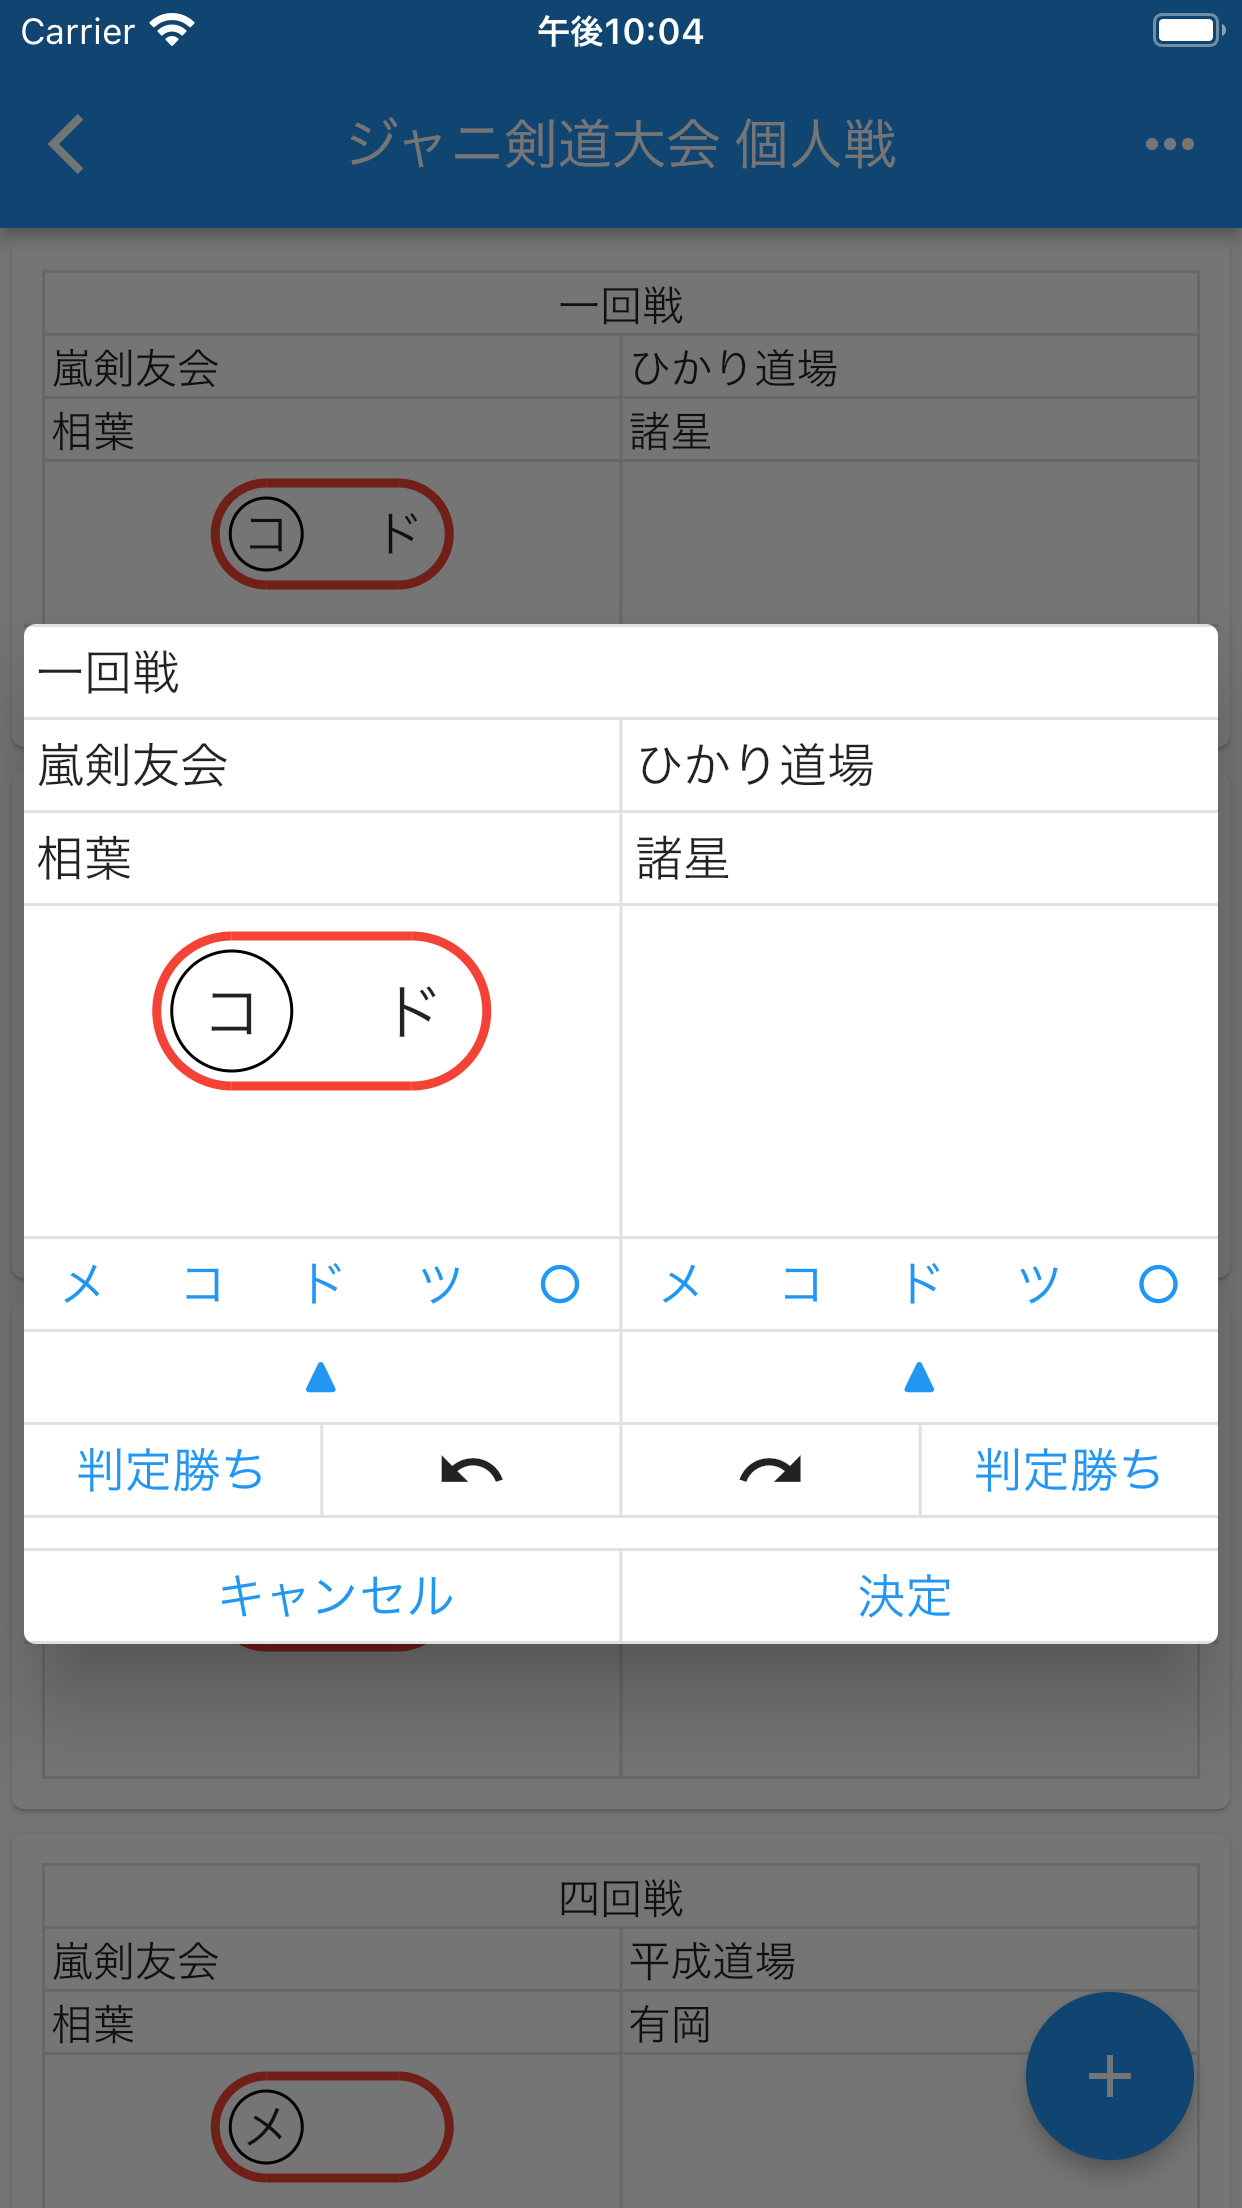 Carrier 午後10:04
ジャニ剣道大会 個人戦
一回戦
嵐剣友会 ひかり道場
相葉 諸星
コ ド
一回戦
嵐剣友会 ひかり道場
相葉 諸星
コ ド
メ コ ド ツ ○ メ コ ド ツ ○
▲ ▲
判定勝ち 判定勝ち
キャンセル 決定
四回戦
嵐剣友会 平成道場
相葉 有岡
メ